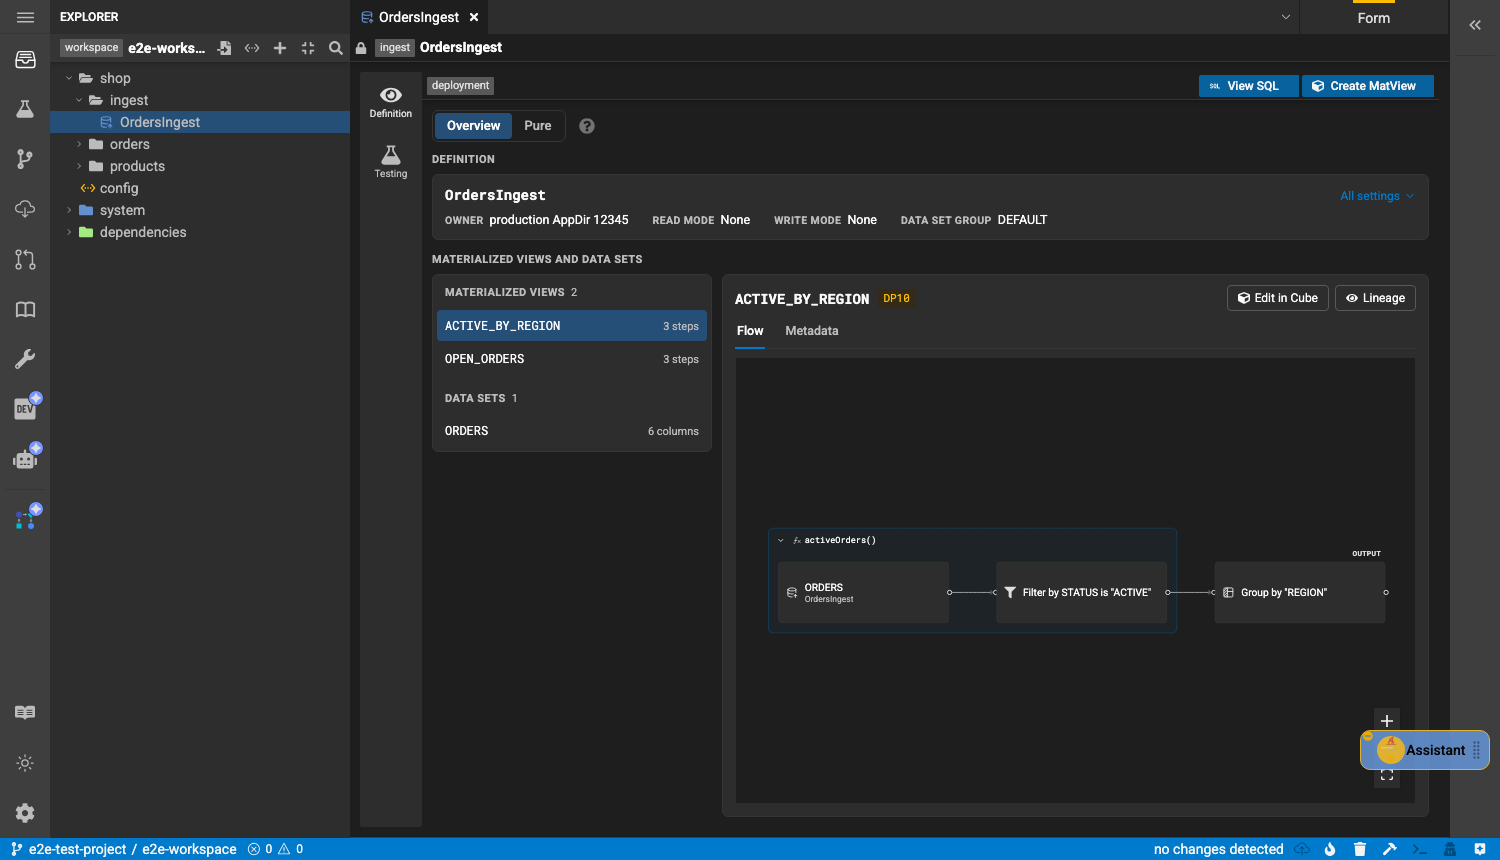 EXPLORER
OrdersIngest
Form
workspace e2e-works...
ingest OrdersIngest
shop
ingest
OrdersIngest
orders
products
config
system
dependencies
Definition
Testing
deployment
SQL View SQL
Create MatView
Overview
Pure
DEFINITION
OrdersIngest
All settings
OWNER production AppDir 12345 READ MODE None WRITE MODE None DATA SET GROUP DEFAULT
MATERIALIZED VIEWS AND DATA SETS
MATERIALIZED VIEWS 2
ACTIVE_BY_REGION 3 steps
OPEN_ORDERS 3 steps
DATA SETS 1
ORDERS 6 columns
ACTIVE_BY_REGION DP10
Edit in Cube
Lineage
Flow
Metadata
fx activeOrders()
OUTPUT
ORDERS
OrdersIngest
Filter by STATUS is "ACTIVE"
Group by "REGION"
DEV
Assistant
e2e-test-project / e2e-workspace 0 0
no changes detected